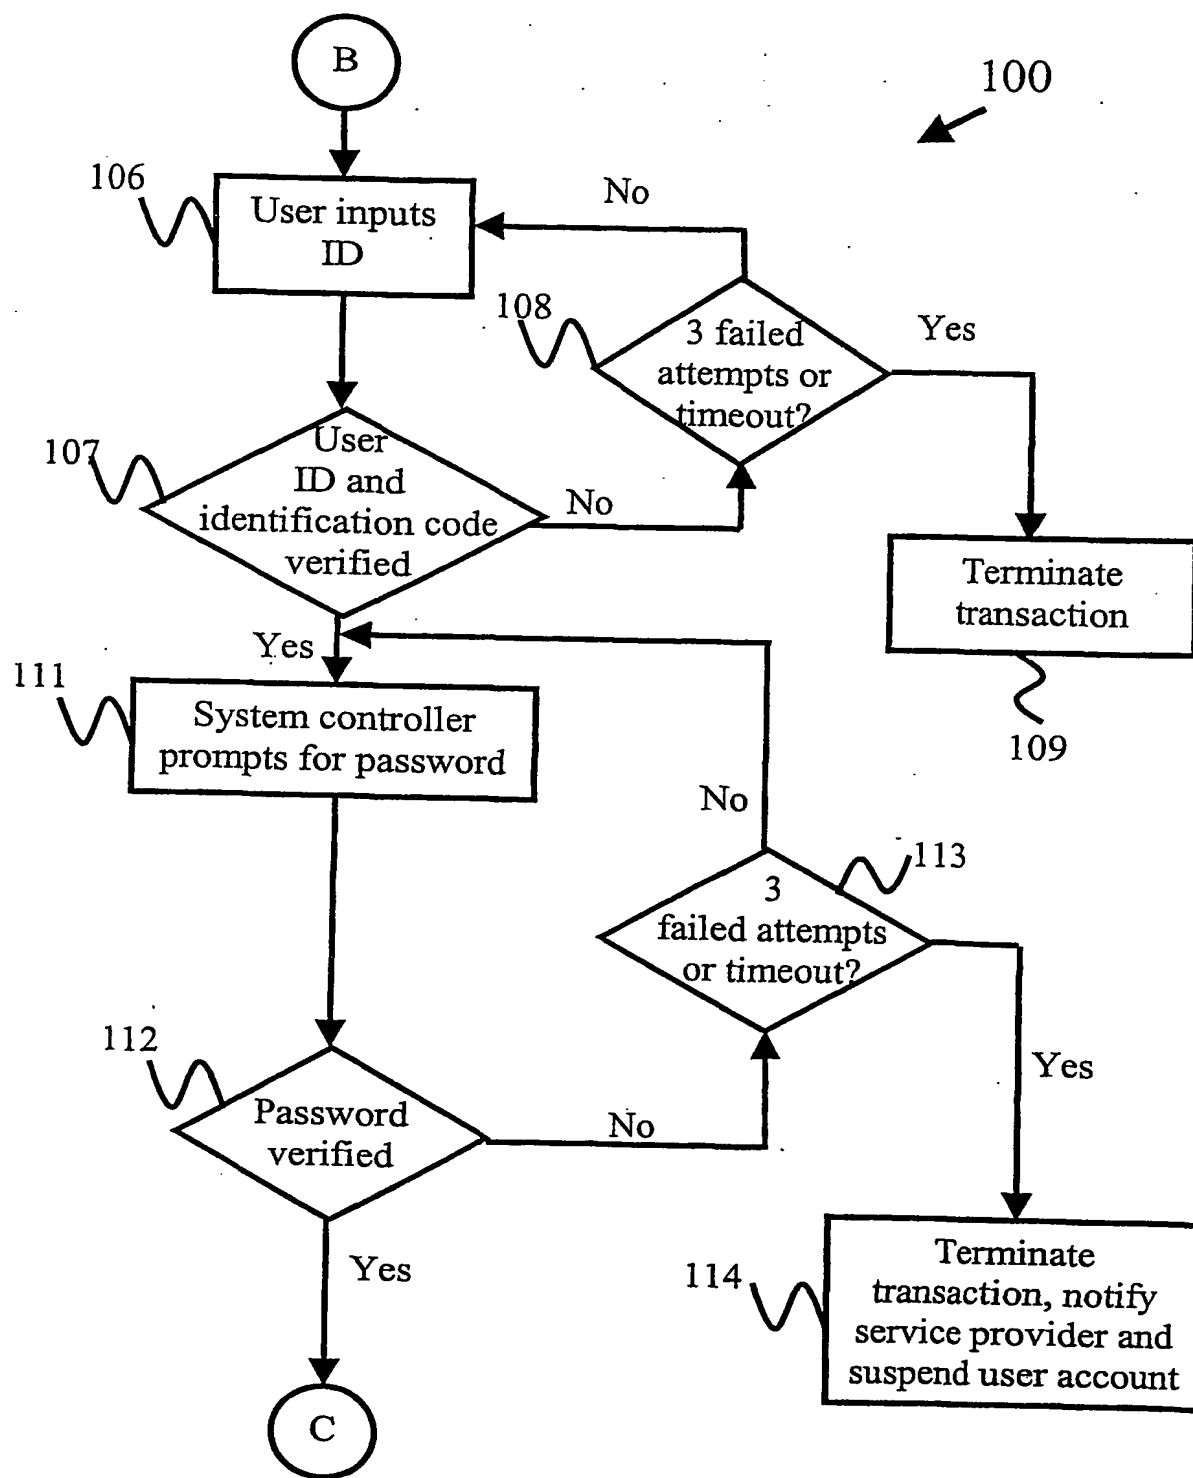 B
100
106
User inputs
ID
No
108
3 failed
attempts or
timeout?
Yes
107
User
ID and
identification code
verified
No
Terminate
transaction
109
Yes
111
System controller
prompts for password
No
113
3
failed attempts
or timeout?
112
Password
verified
No
Yes
Yes
114
Terminate
transaction, notify
service provider and
suspend user account
C